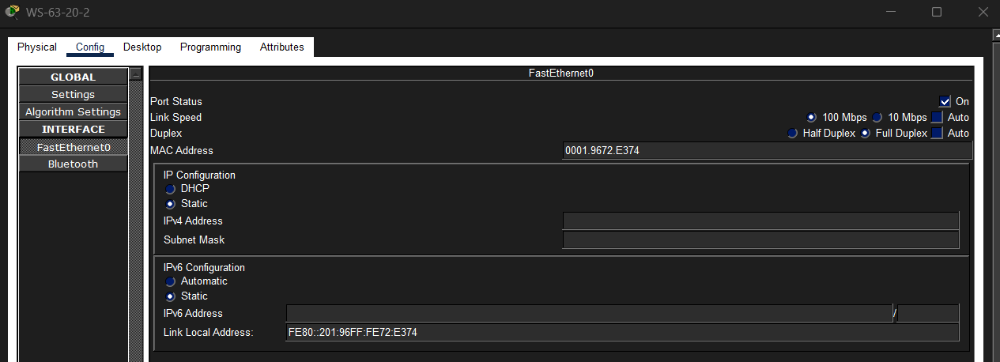 WS-63-20-2
Physical Config Desktop Programming Attributes
GLOBAL
Settings
Algorithm Settings
INTERFACE
FastEthernet0
Bluetooth
FastEthernet0
Port Status On
Link Speed 100 Mbps 10 Mbps Auto
Duplex Half Duplex Full Duplex Auto
MAC Address 0001.9672.E374
IP Configuration
DHCP
Static
IPv4 Address
Subnet Mask
IPv6 Configuration
Automatic
Static
IPv6 Address /
Link Local Address: FE80::201:96FF:FE72:E374